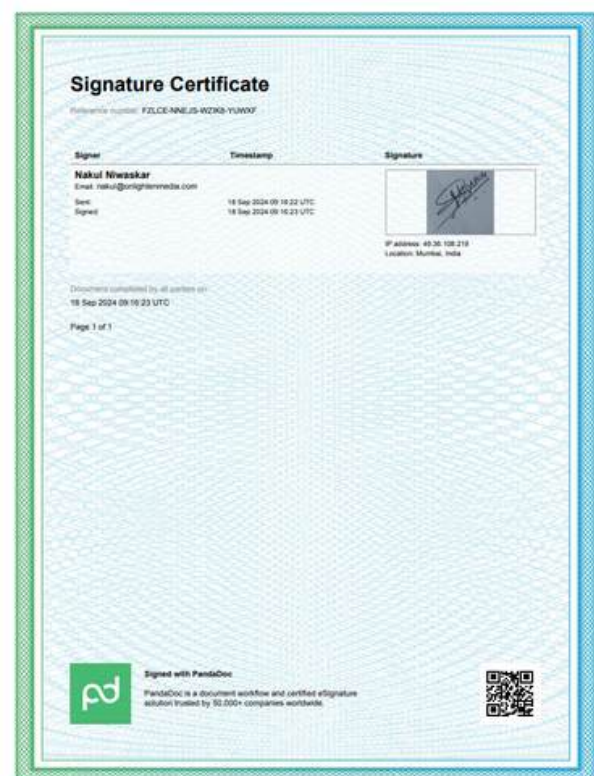 Signature Certificate
Reference number: FZLCE-NNEJS-WZIK6-YUWXF
Signer Timestamp Signature
Nakul Niwaskar
Email: nakul@onlightenmedia.com
Sent: 18 Sep 2024 09:16:22 UTC
Signed: 18 Sep 2024 09:16:23 UTC
IP address: 49.36.108.219
Location: Mumbai, India
Document completed by all parties on:
18 Sep 2024 09:16:23 UTC
Page 1 of 1
pd
Signed with PandaDoc
PandaDoc is a document workflow and certified eSignature
solution trusted by 50,000+ companies worldwide.